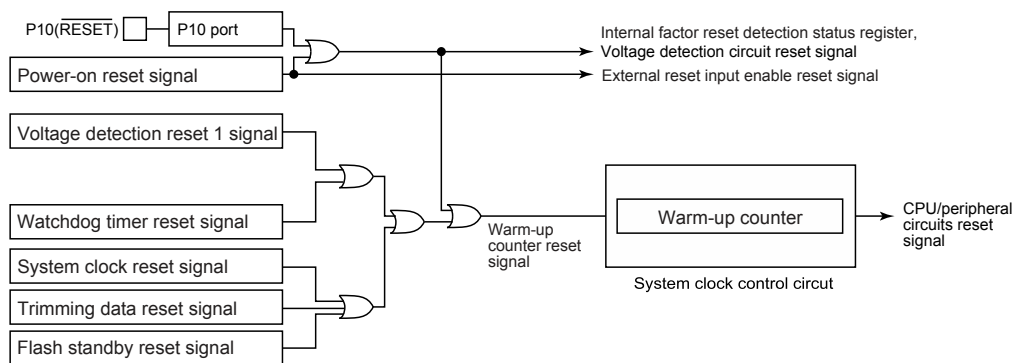 P10(RESET)
P10 port
Internal factor reset detection status register,
Voltage detection circuit reset signal
Power-on reset signal
External reset input enable reset signal
Voltage detection reset 1 signal
Watchdog timer reset signal
Warm-up
counter reset
signal
Warm-up counter
CPU/peripheral
circuits reset
signal
System clock control circut
System clock reset signal
Trimming data reset signal
Flash standby reset signal